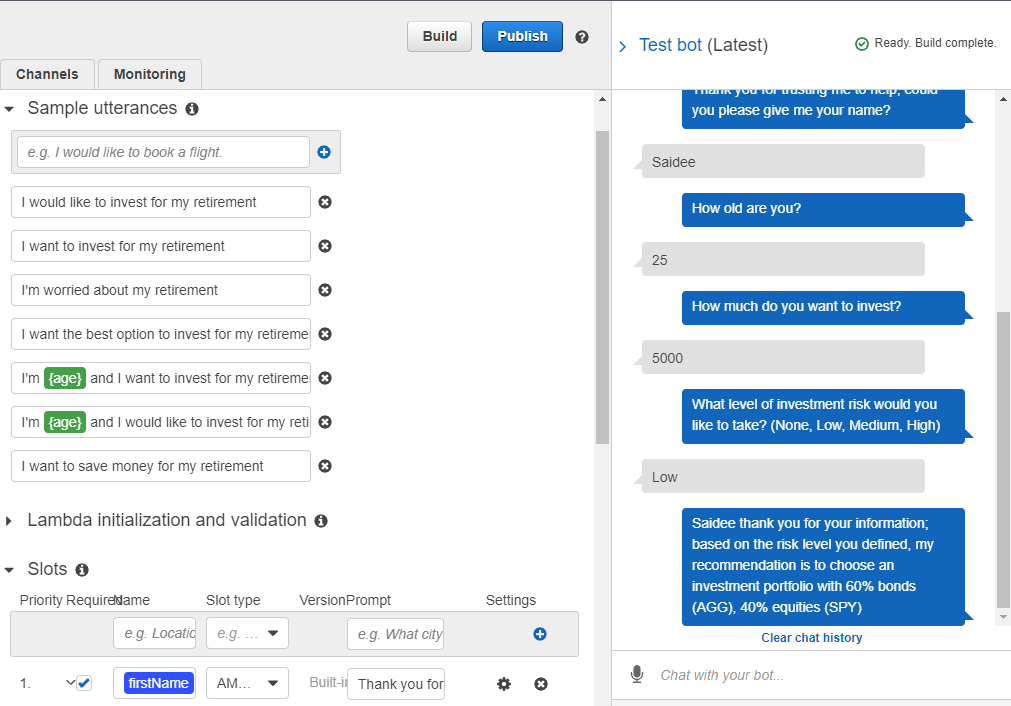 Build
Publish
Channels
Monitoring
Sample utterances
e.g. I would like to book a flight.
I would like to invest for my retirement
I want to invest for my retirement
I'm worried about my retirement
I want the best option to invest for my retireme
I'm {age} and I want to invest for my retireme
I'm {age} and I would like to invest for my reti
I want to save money for my retirement
Lambda initialization and validation
Slots
Priority Required Name Slot type Version Prompt Settings
e.g. Locatio e.g. ... e.g. What city
1. firstName AM... Built-i Thank you for
Test bot (Latest)
Ready. Build complete.
Thank you for trusting me to help, could
you please give me your name?
Saidee
How old are you?
25
How much do you want to invest?
5000
What level of investment risk would you
like to take? (None, Low, Medium, High)
Low
Saidee thank you for your information;
based on the risk level you defined, my
recommendation is to choose an
investment portfolio with 60% bonds
(AGG), 40% equities (SPY)
Clear chat history
Chat with your bot...